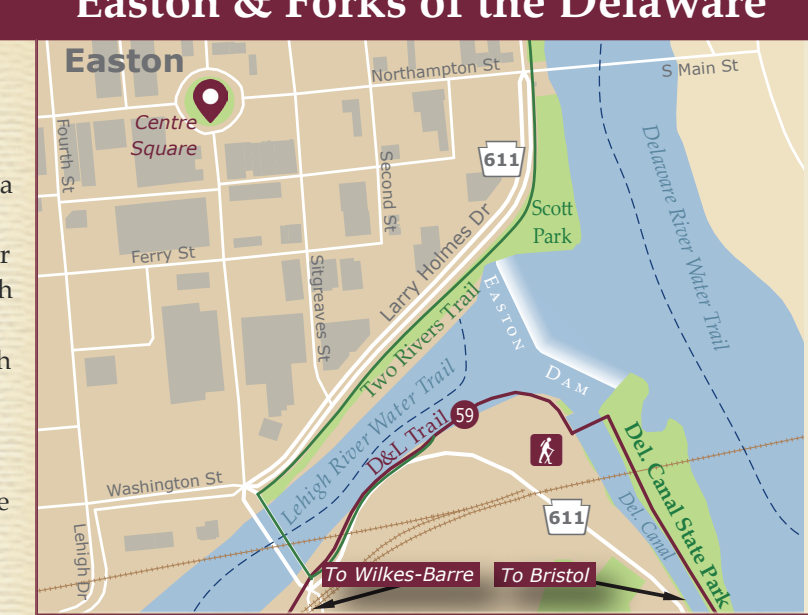 Easton & Forks of the Delaware
Easton
Northampton St
S Main St
Centre
Square
Fourth St
Second St
611
Delaware River Water Trail
a
Scott
Park
r
Ferry St
Larry Holmes Dr
h
Sitgreaves St
Two Rivers Trail
EASTON
DAM
h
Lehigh River Water Trail
D&L Trail
59
Del. Canal State Park
Washington St
e
Del. Canal
611
Lehigh Dr
To Wilkes-Barre
To Bristol